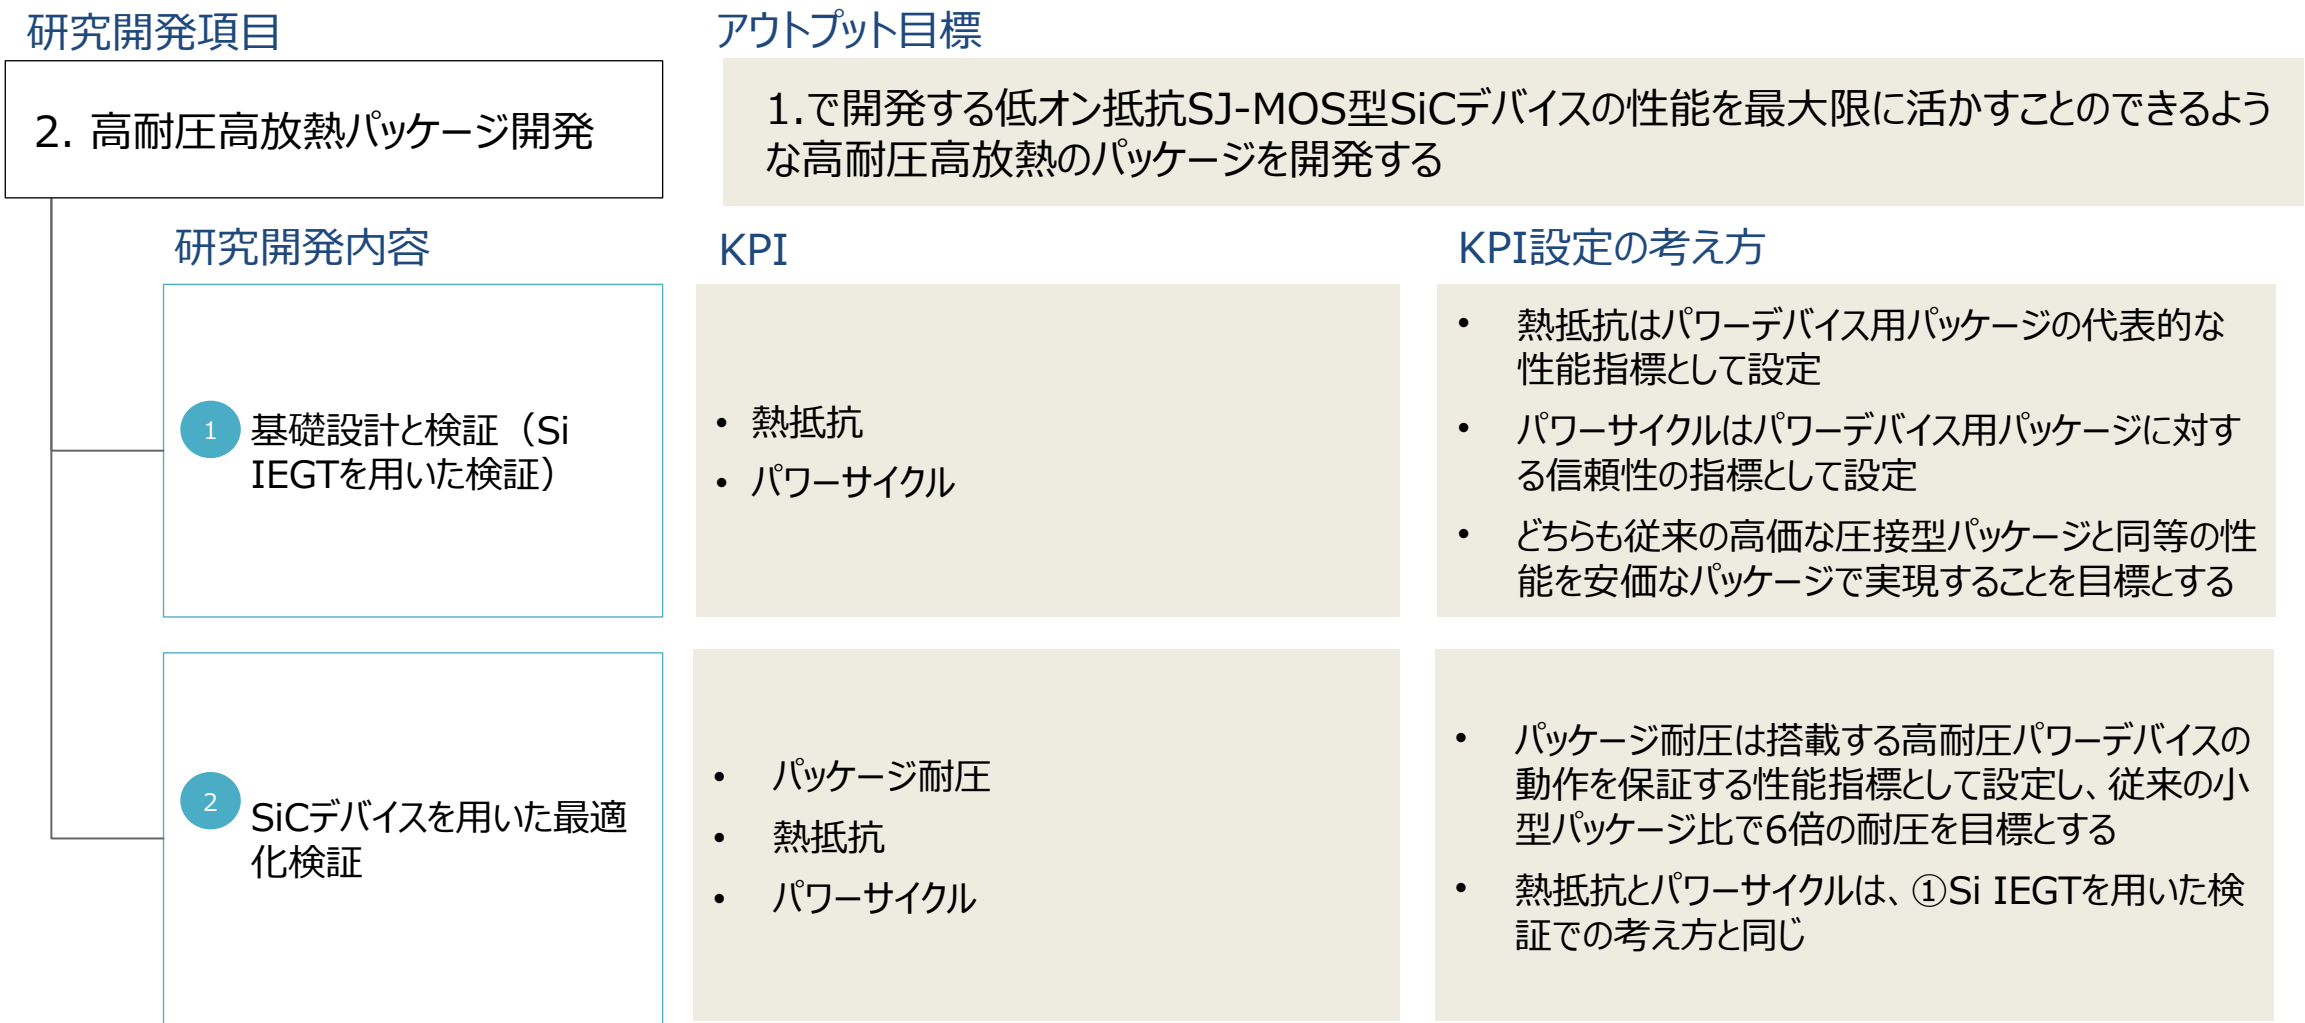 研究開発項目
アウトプット目標
2. 高耐圧高放熱パッケージ開発
1.で開発する低オン抵抗SJ-MOS型SiCデバイスの性能を最大限に活かすことのできるよう
な高耐圧高放熱のパッケージを開発する
研究開発内容
KPI
KPI設定の考え方
1
基礎設計と検証（Si
IEGTを用いた検証）
• 熱抵抗
• パワーサイクル
• 熱抵抗はパワーデバイス用パッケージの代表的な
性能指標として設定
• パワーサイクルはパワーデバイス用パッケージに対す
る信頼性の指標として設定
• どちらも従来の高価な圧接型パッケージと同等の性
能を安価なパッケージで実現することを目標とする
2
SiCデバイスを用いた最適
化検証
• パッケージ耐圧
• 熱抵抗
• パワーサイクル
• パッケージ耐圧は搭載する高耐圧パワーデバイスの
動作を保証する性能指標として設定し、従来の小
型パッケージ比で6倍の耐圧を目標とする
• 熱抵抗とパワーサイクルは、①Si IEGTを用いた検
証での考え方と同じ